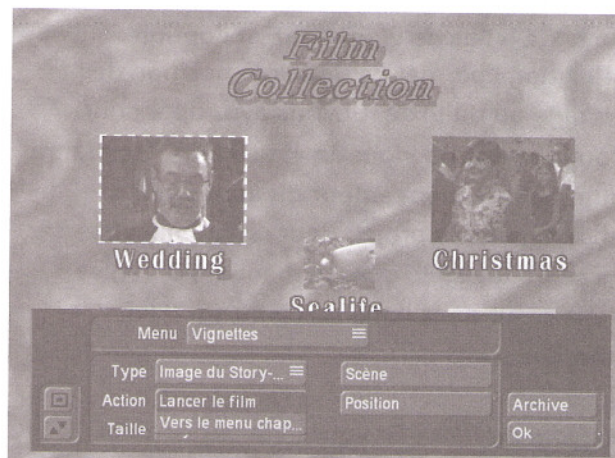 Film
Collection
Wedding
Christmas
Sealife
Menu Vignettes
Type Image du Story-... Scène
Action Lancer le film Position Archive
Taille Vers le menu chap... Ok